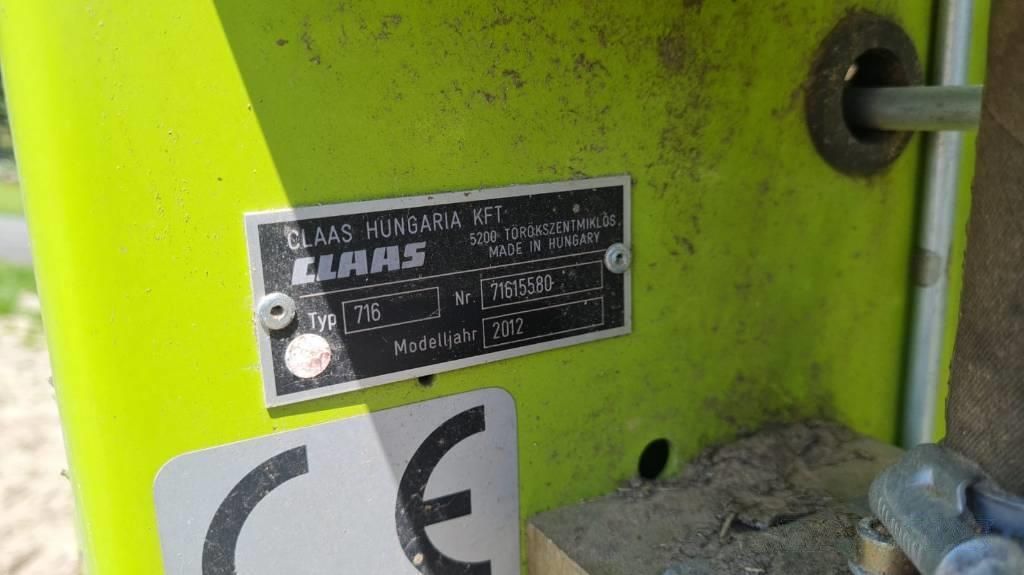 CLAAS HUNGARIA KFT
5200 TÖRÖKSZENTMIKLÓS
MADE IN HUNGARY
CLAAS
Typ 716 Nr. 71615580
Modelljahr 2012
CE